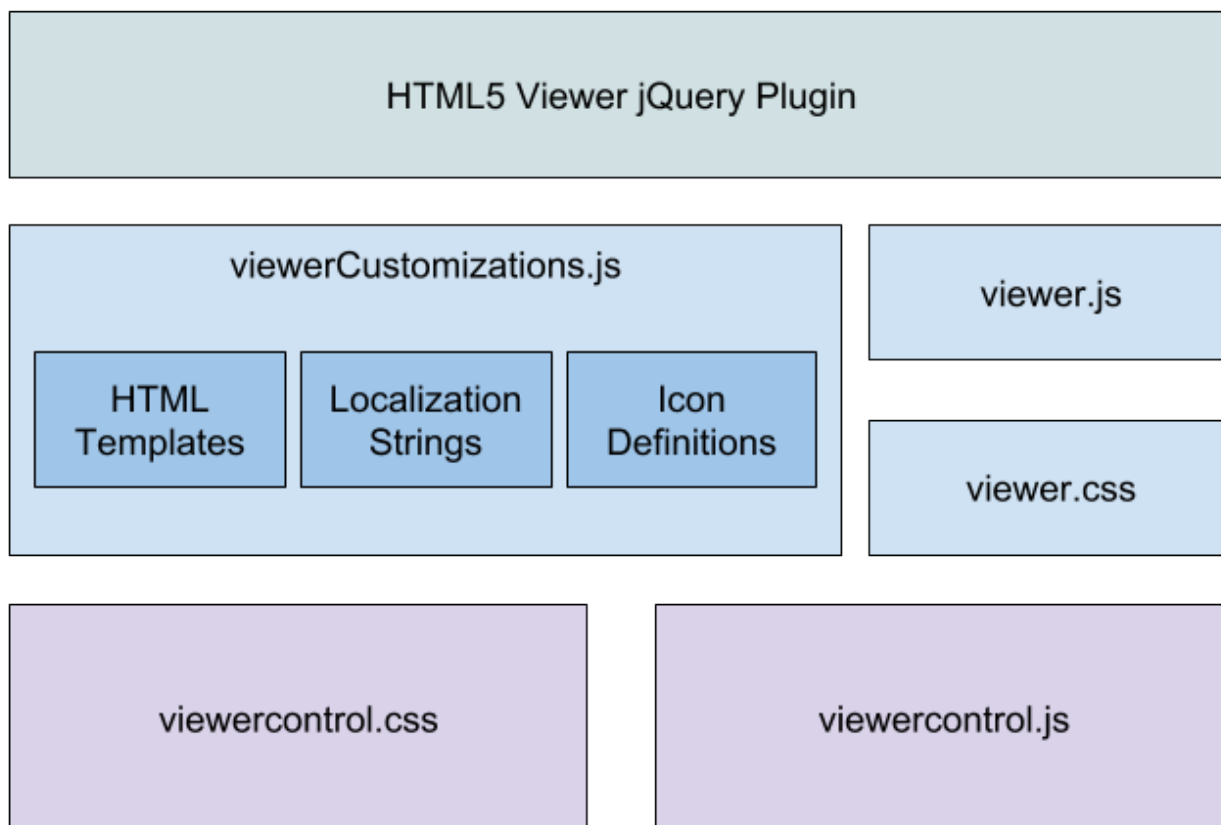 HTML5 Viewer jQuery Plugin
viewerCustomizations.js
HTML
Templates
Localization
Strings
Icon
Definitions
viewer.js
viewer.css
viewercontrol.css
viewercontrol.js